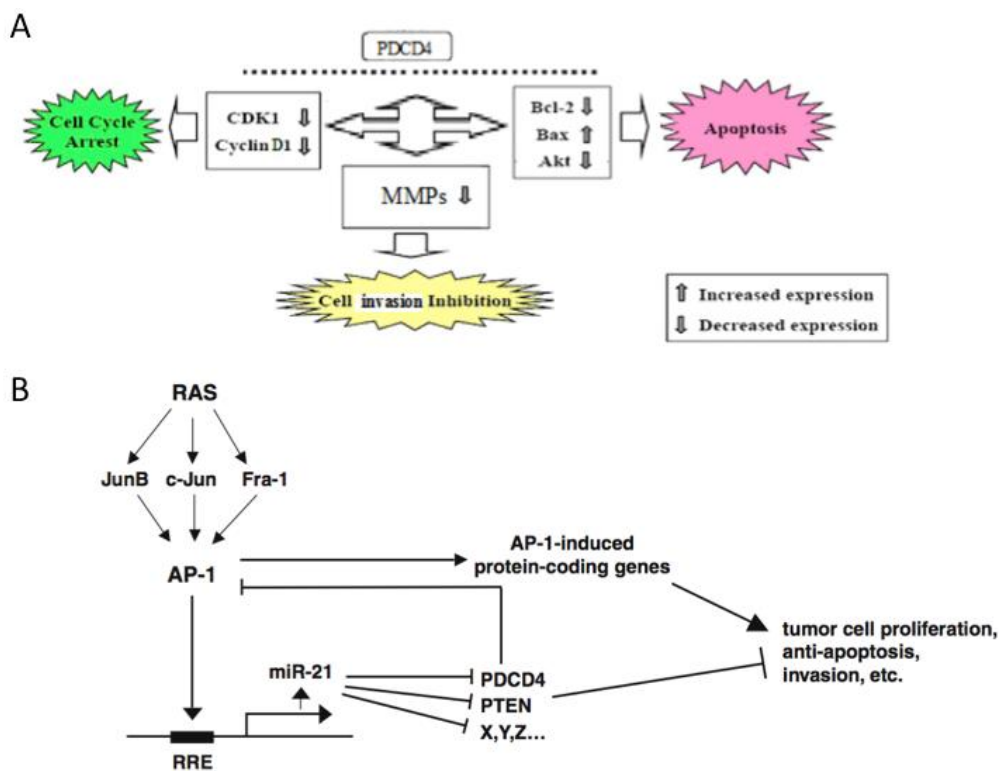 A
PDCD4
Cell Cycle
Arrest
CDK1
Cyclin D1
Bcl-2
Bax
Akt
Apoptosis
MMPs
Cell invasion Inhibition
Increased expression
Decreased expression
B
RAS
JunB c-Jun Fra-1
AP-1
AP-1-induced
protein-coding genes
tumor cell proliferation,
anti-apoptosis,
invasion, etc.
miR-21
PDCD4
PTEN
X,Y,Z...
RRE